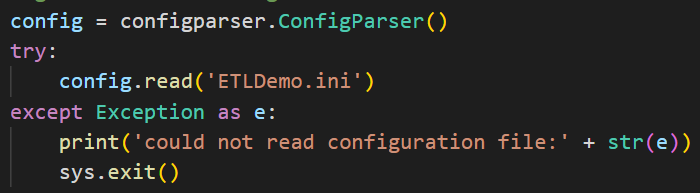 config = configparser.ConfigParser()
try:
    config.read('ETLDemo.ini')
except Exception as e:
    print('could not read configuration file:' + str(e))
    sys.exit()